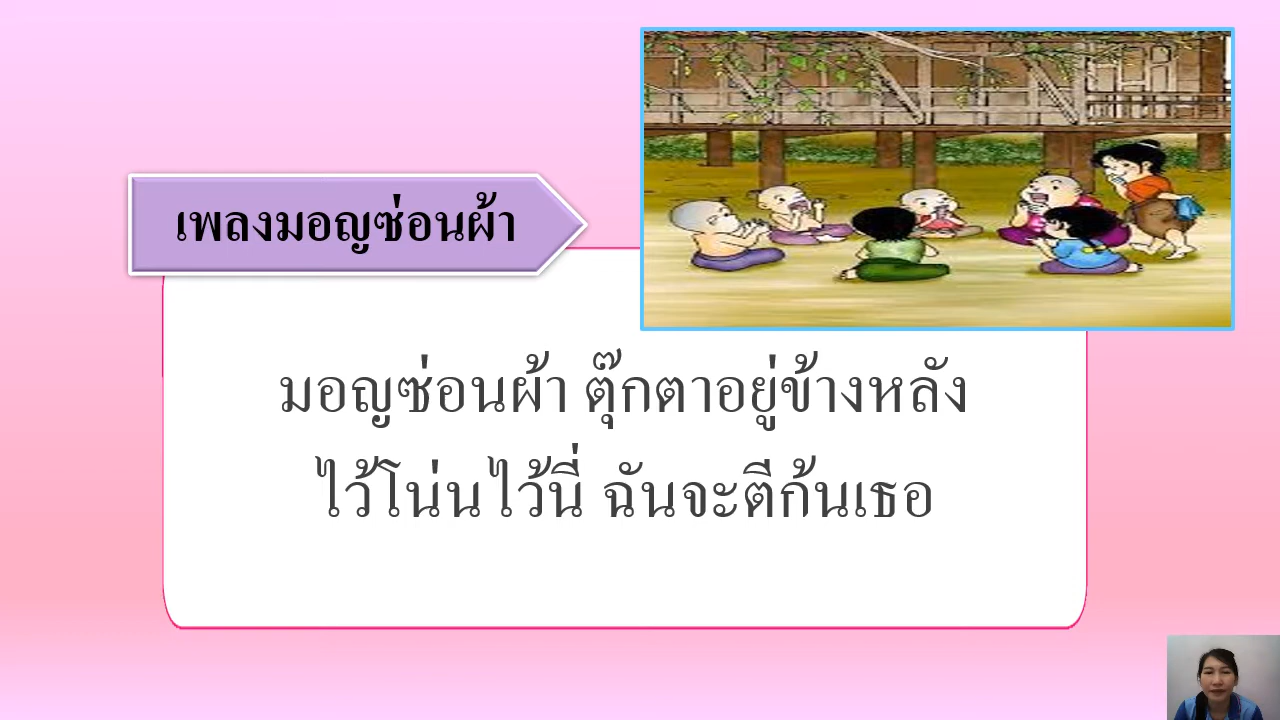 เพลงมอญซ่อนผ้า
มอญซ่อนผ้า ตุ๊กตาอยู่ข้างหลัง
ไว้โน่นไว้นี่ ฉันจะตีก้นเธอ